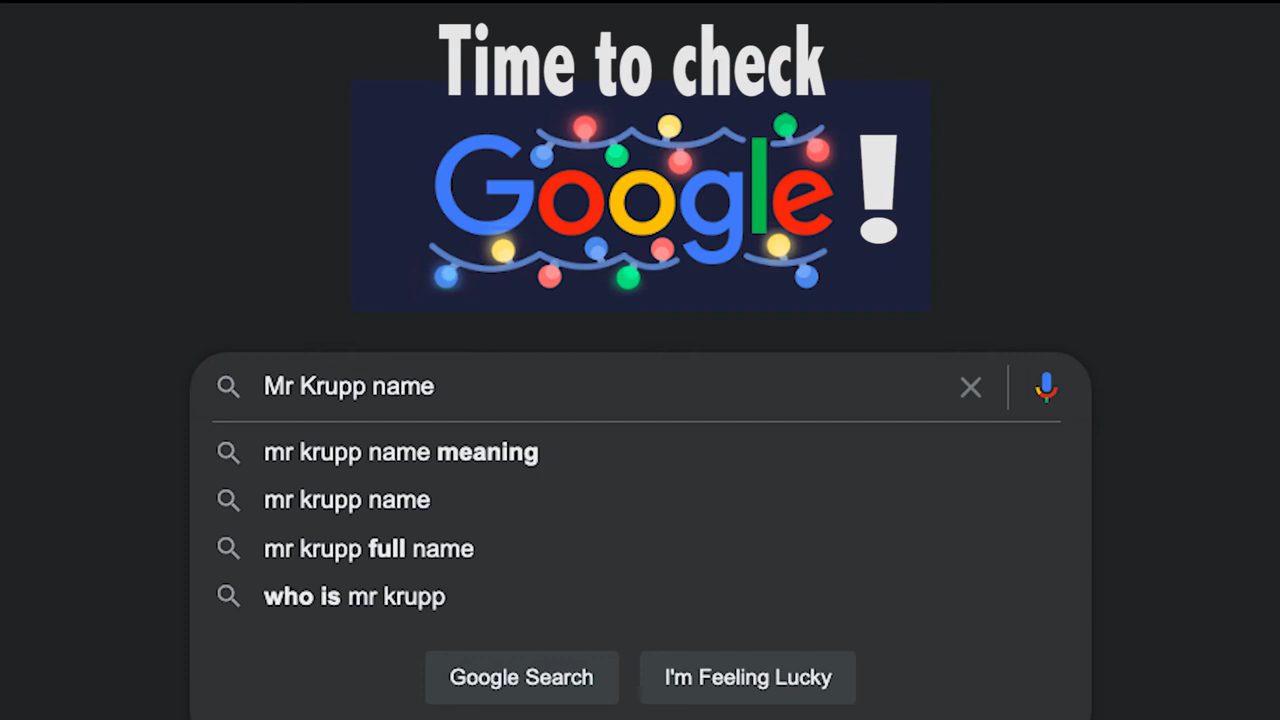 Time to check
Google!
Mr Krupp name
mr krupp name meaning
mr krupp name
mr krupp full name
who is mr krupp
Google Search
I'm Feeling Lucky